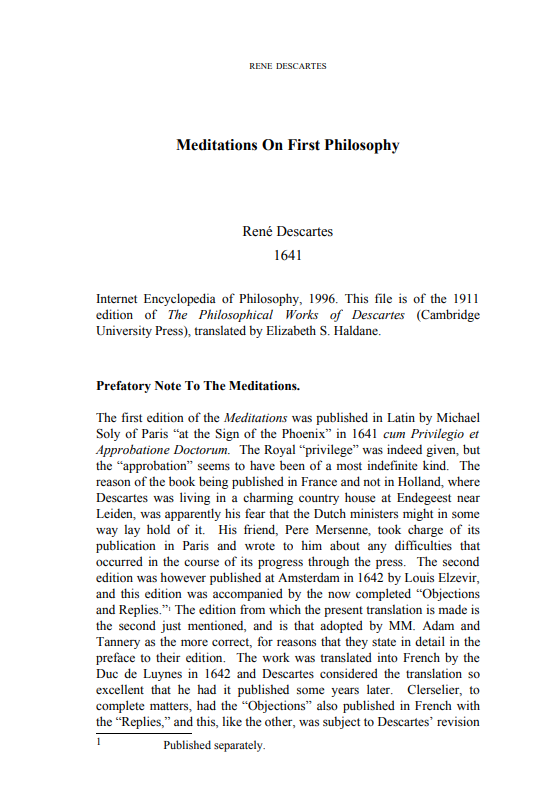 RENE DESCARTES
Meditations On First Philosophy
René Descartes
1641
Internet Encyclopedia of Philosophy, 1996. This file is of the 1911
edition of The Philosophical Works of Descartes (Cambridge
University Press), translated by Elizabeth S. Haldane.
Prefatory Note To The Meditations.
The first edition of the Meditations was published in Latin by Michael
Soly of Paris “at the Sign of the Phoenix” in 1641 cum Privilegio et
Approbatione Doctorum. The Royal “privilege” was indeed given, but
the “approbation” seems to have been of a most indefinite kind. The
reason of the book being published in France and not in Holland, where
Descartes was living in a charming country house at Endegeest near
Leiden, was apparently his fear that the Dutch ministers might in some
way lay hold of it. His friend, Pere Mersenne, took charge of its
publication in Paris and wrote to him about any difficulties that
occurred in the course of its progress through the press. The second
edition was however published at Amsterdam in 1642 by Louis Elzevir,
and this edition was accompanied by the now completed “Objections
and Replies.”1 The edition from which the present translation is made is
the second just mentioned, and is that adopted by MM. Adam and
Tannery as the more correct, for reasons that they state in detail in the
preface to their edition. The work was translated into French by the
Duc de Luynes in 1642 and Descartes considered the translation so
excellent that he had it published some years later. Clerselier, to
complete matters, had the “Objections” also published in French with
the “Replies,” and this, like the other, was subject to Descartes’ revision
1 Published separately.